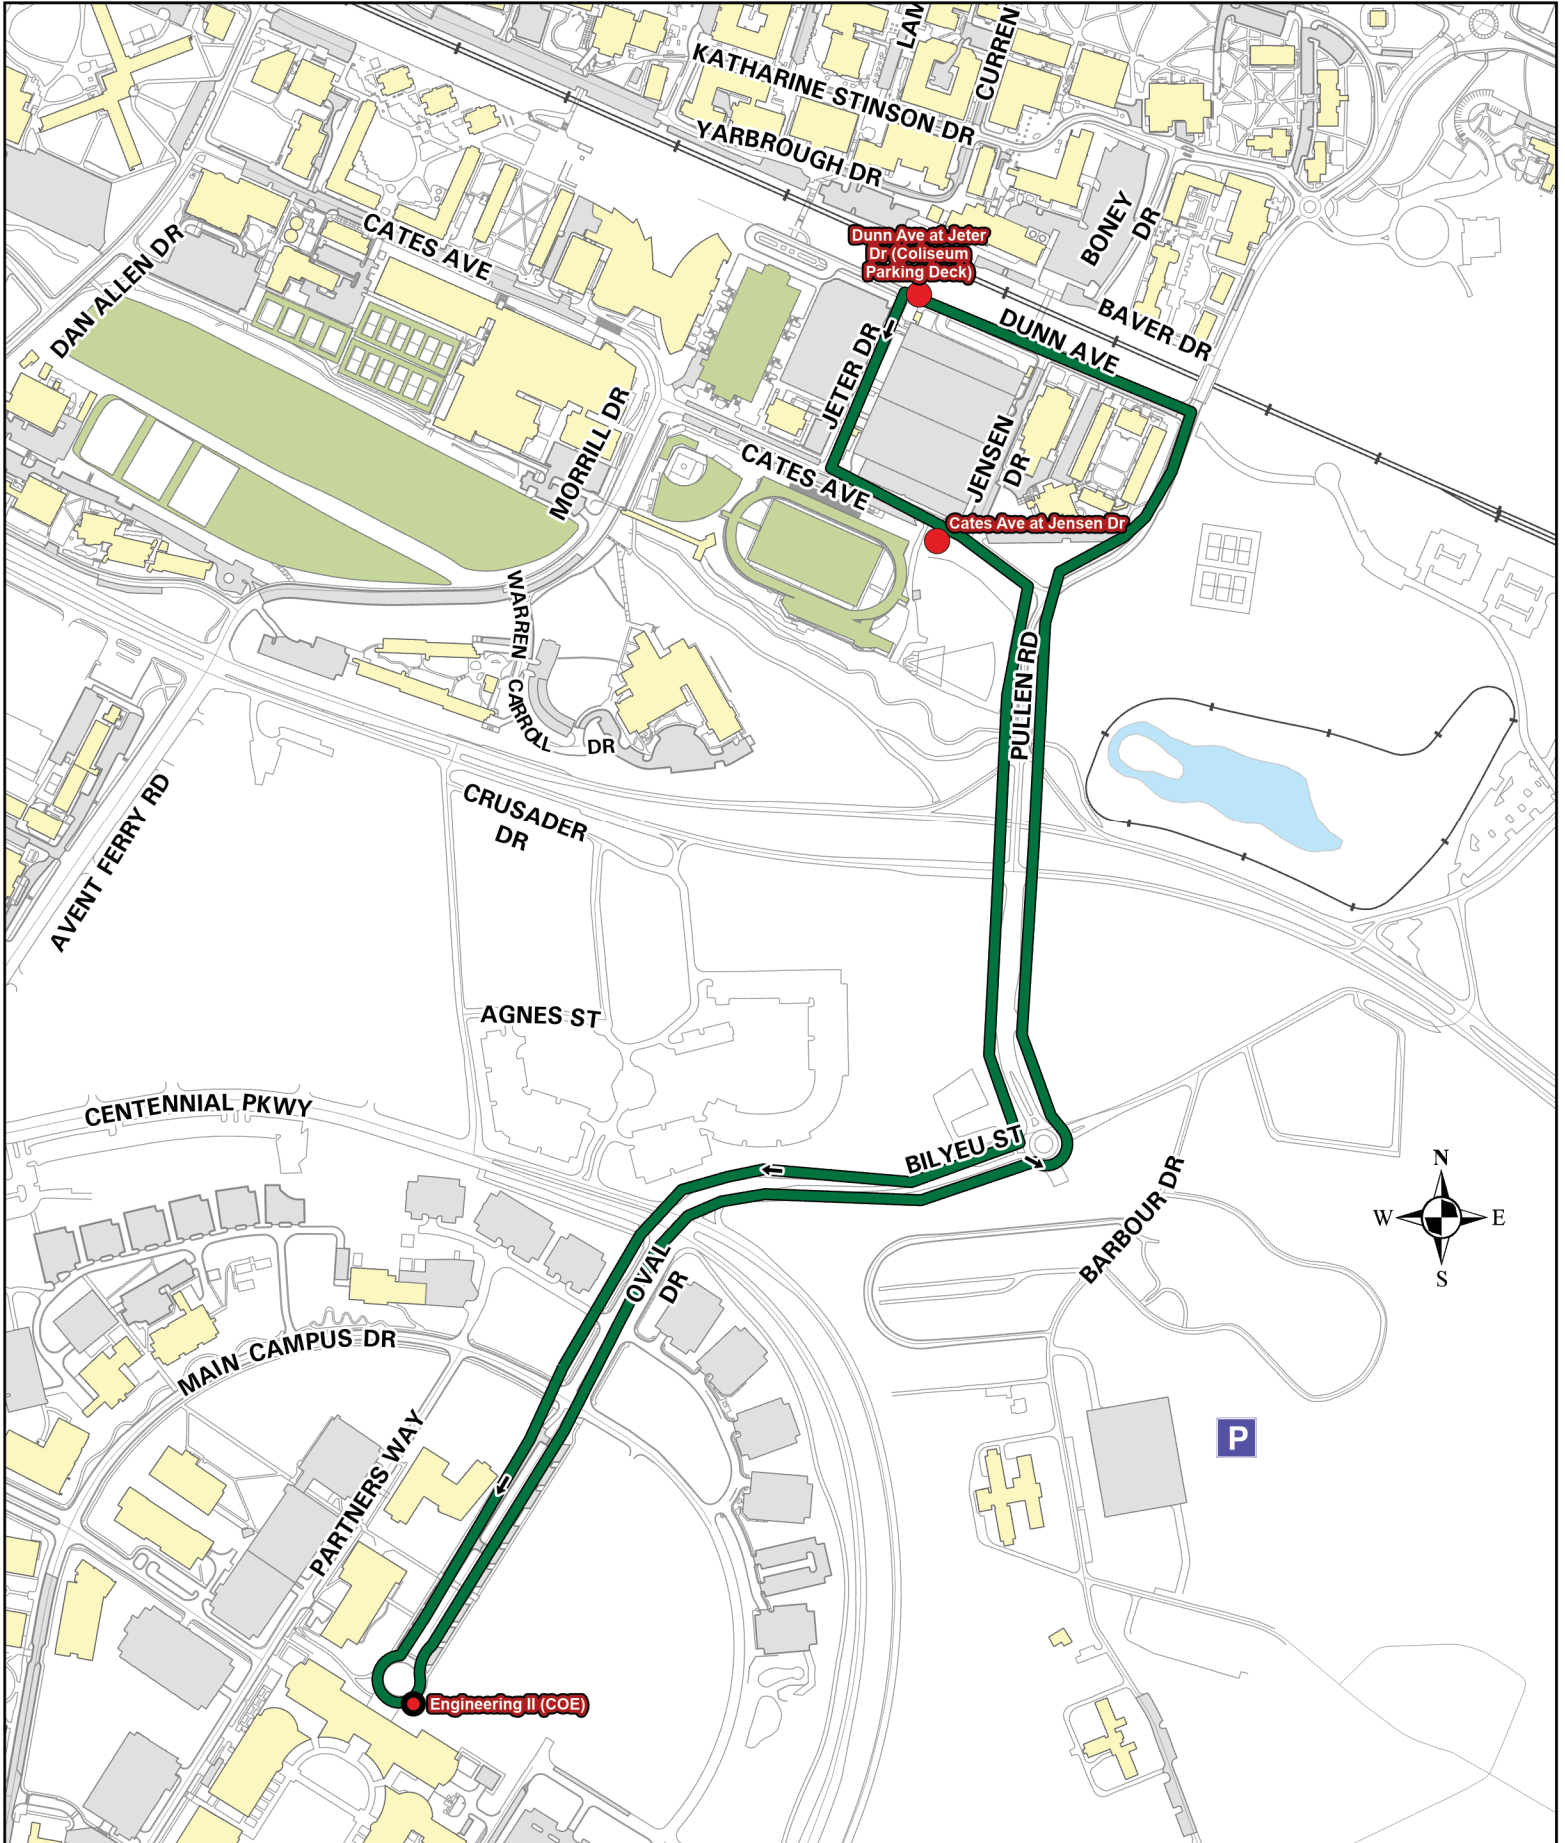 LAM
CURREN
KATHARINE STINSON DR
YARBROUGH DR
BONEY
DR
CATES AVE
DAN ALLEN DR
Dunn Ave at Jeter
Dr (Coliseum
Parking Deck)
BAVER DR
DUNN AVE
JETER DR
MORRILL DR
JENSEN
DR
CATES AVE
Cates Ave at Jensen Dr
WARREN
CARROLL
DR
PULLEN RD
CRUSADER
DR
AVENT FERRY RD
AGNES ST
CENTENNIAL PKWY
BILYEU ST
BARBOUR DR
N
W
E
S
OVAL
DR
MAIN CAMPUS DR
PARTNERS WAY
P
Engineering II (COE)